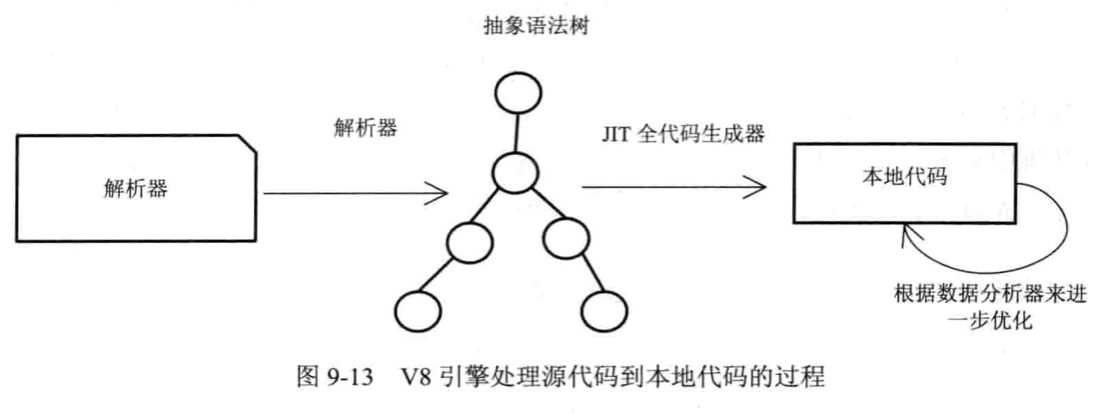 抽象语法树
解析器
JIT 全代码生成器
解析器
本地代码
根据数据分析器来进
一步优化
图 9-13 V8 引擎处理源代码到本地代码的过程